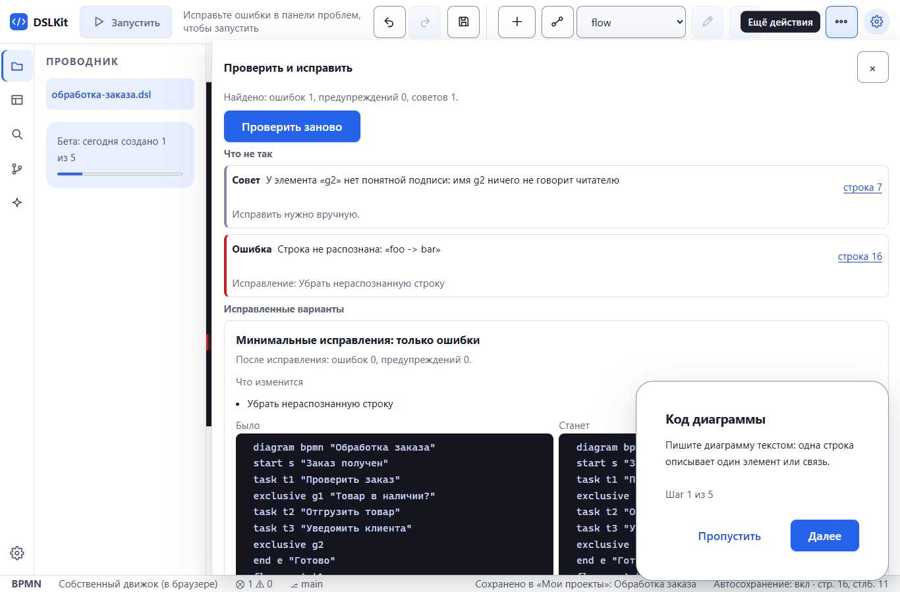 DSLKit
Запустить
Исправьте ошибки в панели проблем,
чтобы запустить
flow
Ещё действия
ПРОВОДНИК
обработка-заказа.dsl
Бета: сегодня создано 1
из 5
Проверить и исправить
×
Найдено: ошибок 1, предупреждений 0, советов 1.
Проверить заново
Что не так
Совет У элемента «g2» нет понятной подписи: имя g2 ничего не говорит читателю
строка 7
Исправить нужно вручную.
Ошибка Строка не распознана: «foo -> bar»
строка 16
Исправление: Убрать нераспознанную строку
Исправленные варианты
Минимальные исправления: только ошибки
После исправления: ошибок 0, предупреждений 0.
Что изменится
• Убрать нераспознанную строку
Было
diagram bpmn "Обработка заказа"
start s "Заказ получен"
task t1 "Проверить заказ"
exclusive g1 "Товар в наличии?"
task t2 "Отгрузить товар"
task t3 "Уведомить клиента"
exclusive g2
end e "Готово"
Станет
diagram bp
start s "З
task t1 "П
exclusive
task t2 "О
task t3 "У
exclusive
end e "Гот
Код диаграммы
Пишите диаграмму текстом: одна строка
описывает один элемент или связь.
Шаг 1 из 5
Пропустить
Далее
BPMN
Собственный движок (в браузере)
1
0
main
Сохранено в «Мои проекты»: Обработка заказа
Автосохранение: вкл · стр. 16, стлб. 11